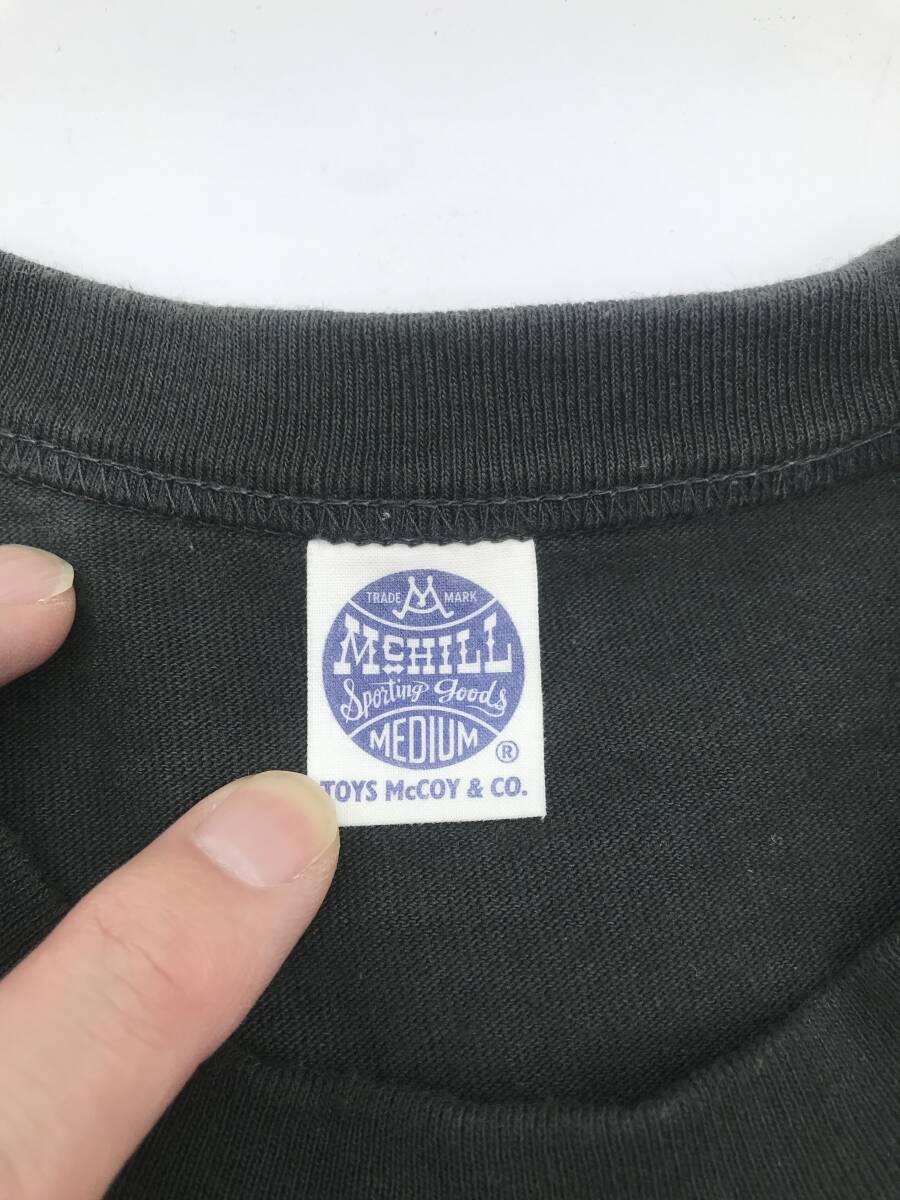 TRADE M MARK
McHILL
Sporting goods
MEDIUM ®
TOYS McCOY & CO.